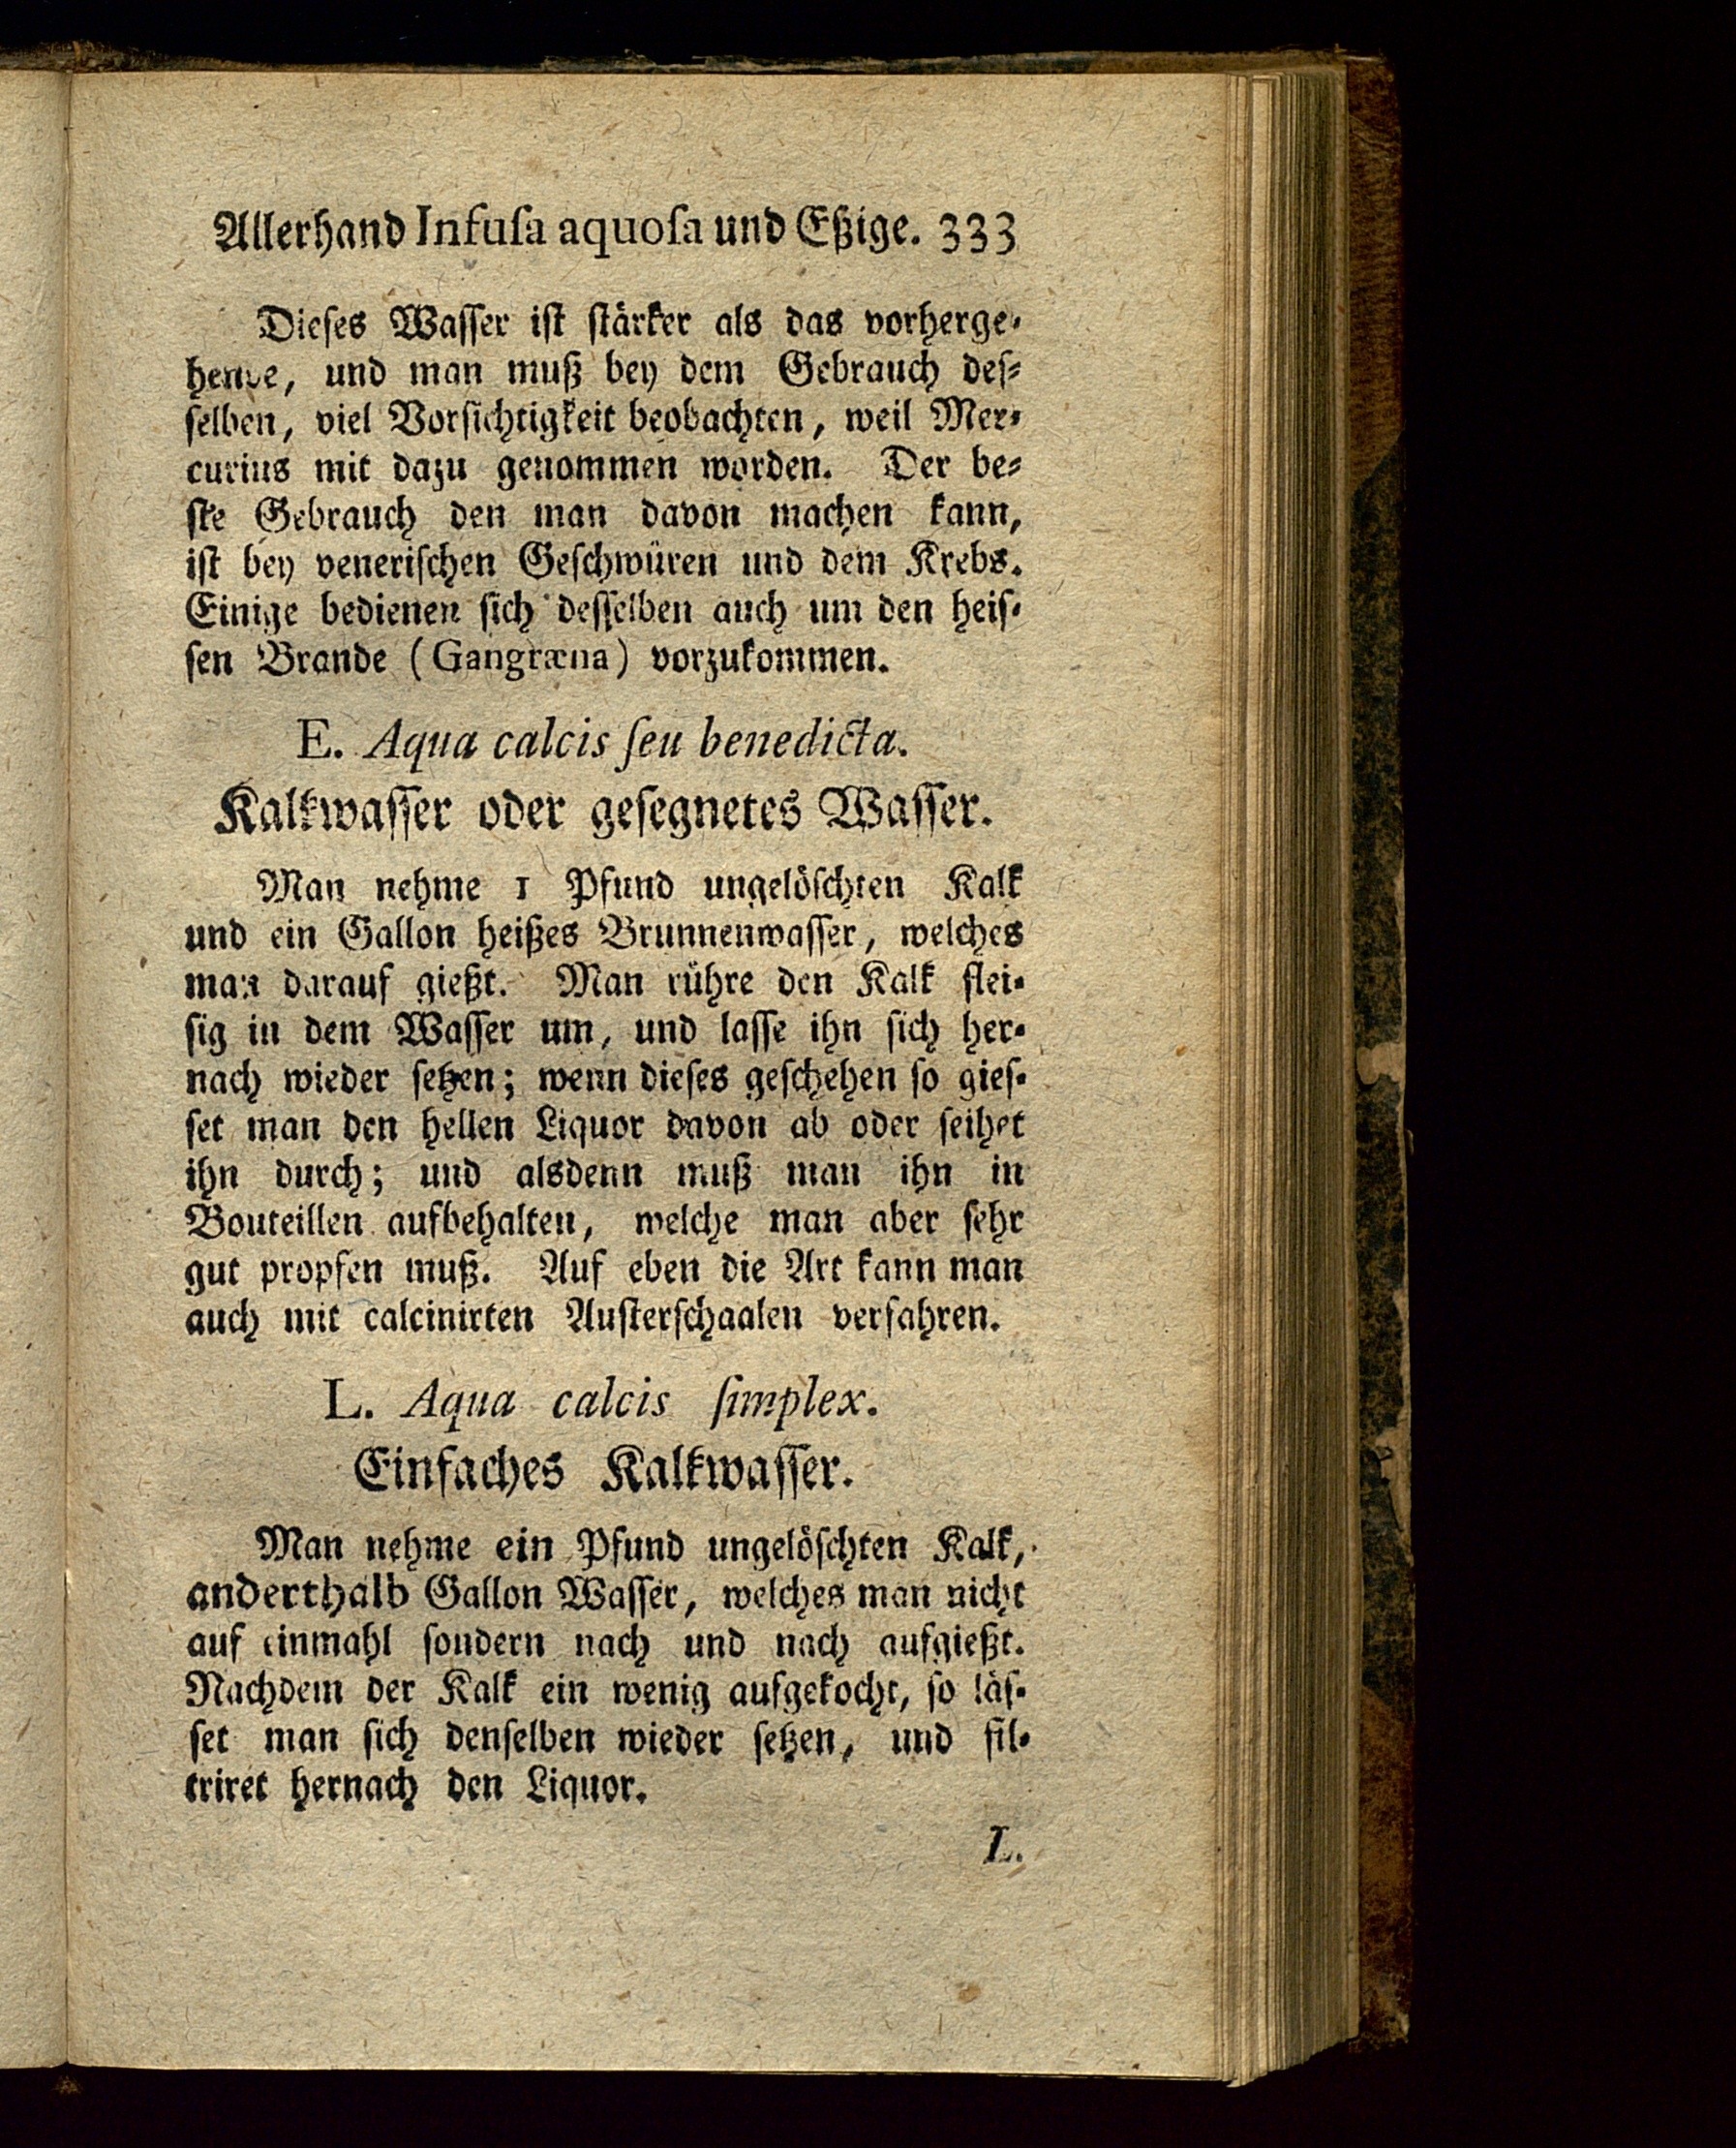 Allerhand Infuſa aquoſa und Eßige. 333
Dieſes Waſſer iſt ſtärker als das vorherge-
hende, und man muß bey dem Gebrauch deſ-
ſelben, viel Vorſichtigkeit beobachten, weil Mer-
curius mit dazu genommen worden. Der be-
ſte Gebrauch den man davon machen kann,
iſt bey veneriſchen Geſchwüren und dem Krebs.
Einige bedienen ſich deſſelben auch um den heiſ-
ſen Brande (Gangræna) vorzukommen.
E. Aqua calcis ſeu benedicta.
Kalkwaſſer oder geſegnetes Waſſer.
Man nehme 1 Pfund ungelöſchten Kalk
und ein Gallon heißes Brunnenwaſſer, welches
man darauf gießt. Man rühre den Kalk flei-
ſig in dem Waſſer um, und laſſe ihn ſich her-
nach wieder ſetzen; wenn dieſes geſchehen ſo gieſ-
ſet man den hellen Liquor davon ab oder ſeihet
ihn durch; und alsdenn muß man ihn in
Bouteillen aufbehalten, welche man aber ſehr
gut propfen muß. Auf eben die Art kann man
auch mit calcinirten Auſterſchaalen verfahren.
L. Aqua calcis ſimplex.
Einfaches Kalkwaſſer.
Man nehme ein Pfund ungelöſchten Kalk,
anderthalb Gallon Waſſer, welches man nicht
auf einmahl ſondern nach und nach aufgießt.
Nachdem der Kalk ein wenig aufgekocht, ſo läſ-
ſet man ſich denſelben wieder ſetzen, und fil-
triret hernach den Liquor.
L.